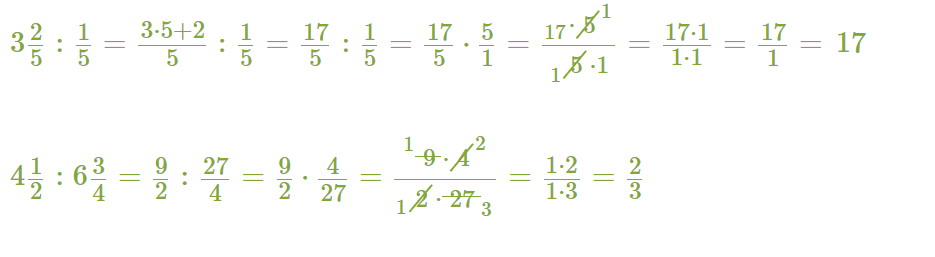 3 2/5 : 1/5 = (3·5+2)/5 : 1/5 = 17/5 : 1/5 = 17/5 · 5/1 = (17 · 5 1)/(1 5 · 1) = (17·1)/(1·1) = 17/1 = 17
4 1/2 : 6 3/4 = 9/2 : 27/4 = 9/2 · 4/27 = (1 9 · 4 2)/(1 2 · 27 3) = (1·2)/(1·3) = 2/3